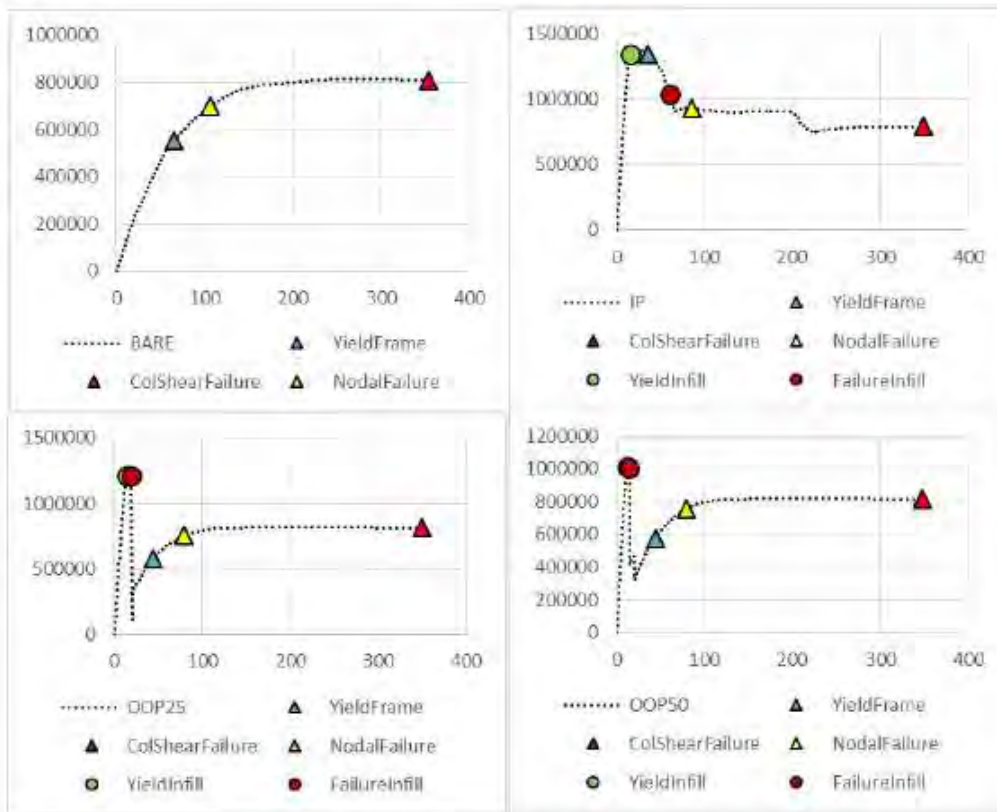 1000000
800000
600000
400000
200000
0
0 100 200 300 400
BARE YieldFrame
ColShearFailure NodalFailure
1500000
1000000
500000
0
0 100 200 300 400
IP YieldFrame
ColShearFailure NodalFailure
YieldInfill FailureInfill
1500000
1000000
500000
0
0 100 200 300 400
OOP25 YieldFrame
ColShearFailure NodalFailure
YieldInfill FailureInfill
1200000
1000000
800000
600000
400000
200000
0
0 100 200 300 400
OOP50 YieldFrame
ColShearFailure NodalFailure
YieldInfill FailureInfill